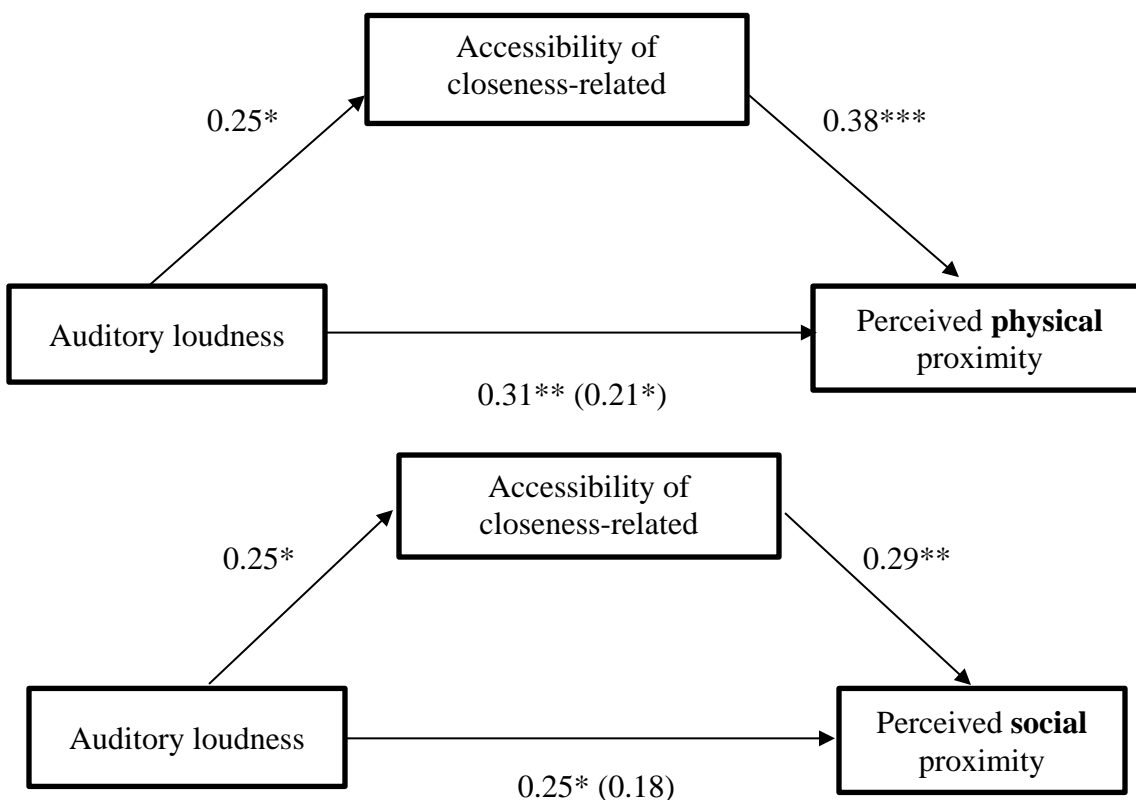 Accessibility of
closeness-related
0.25*
0.38***
Auditory loudness
Perceived physical
proximity
0.31** (0.21*)
Accessibility of
closeness-related
0.25*
0.29**
Auditory loudness
Perceived social
proximity
0.25* (0.18)